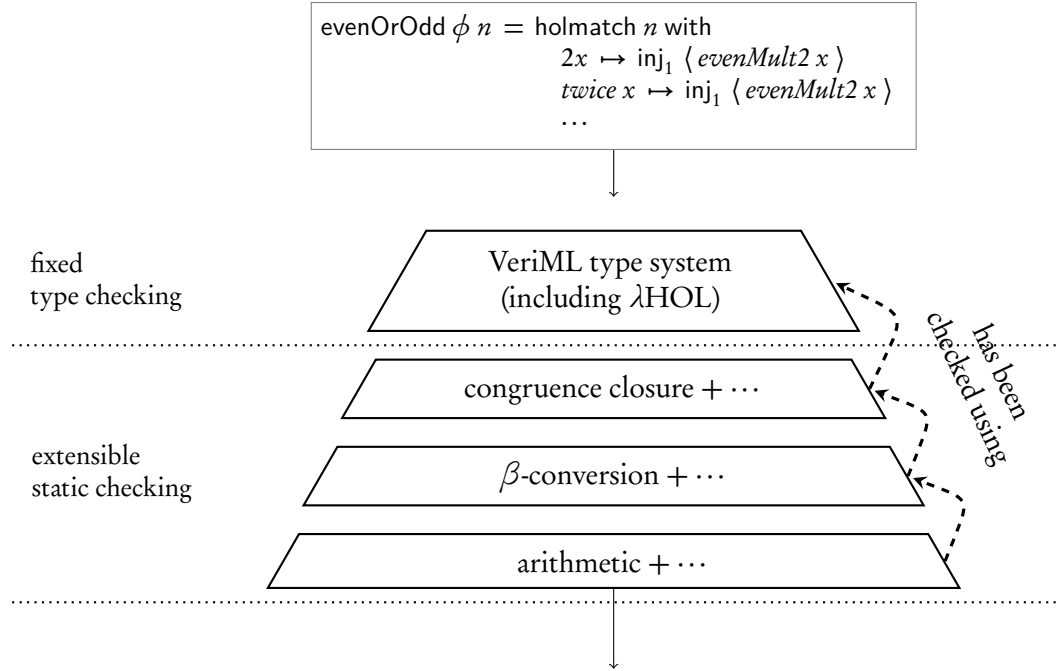 evenOrOdd ϕ n = holmatch n with
2x ↦ inj₁ ⟨ evenMult2 x ⟩
twice x ↦ inj₁ ⟨ evenMult2 x ⟩
⋯
fixed
type checking
VeriML type system
(including λHOL)
has been
checked using
congruence closure + ⋯
extensible
static checking
β-conversion + ⋯
arithmetic + ⋯